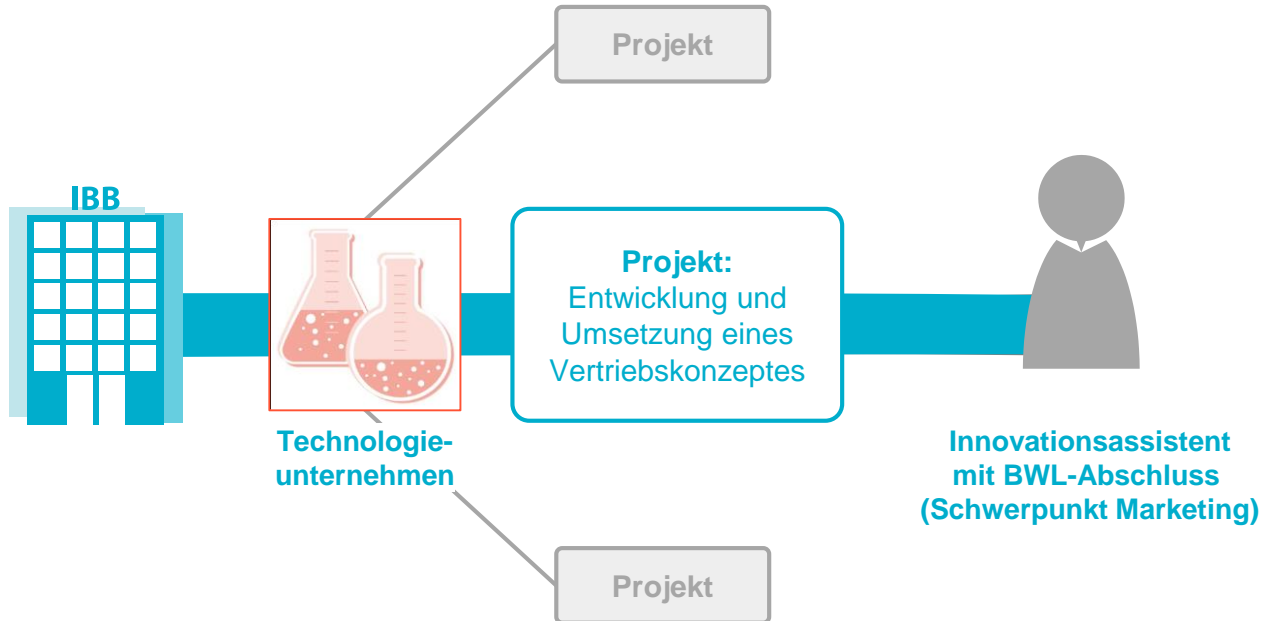 Projekt
IBB
Projekt:
Entwicklung und
Umsetzung eines
Vertriebskonzeptes
Technologie-
unternehmen
Innovationsassistent
mit BWL-Abschluss
(Schwerpunkt Marketing)
Projekt